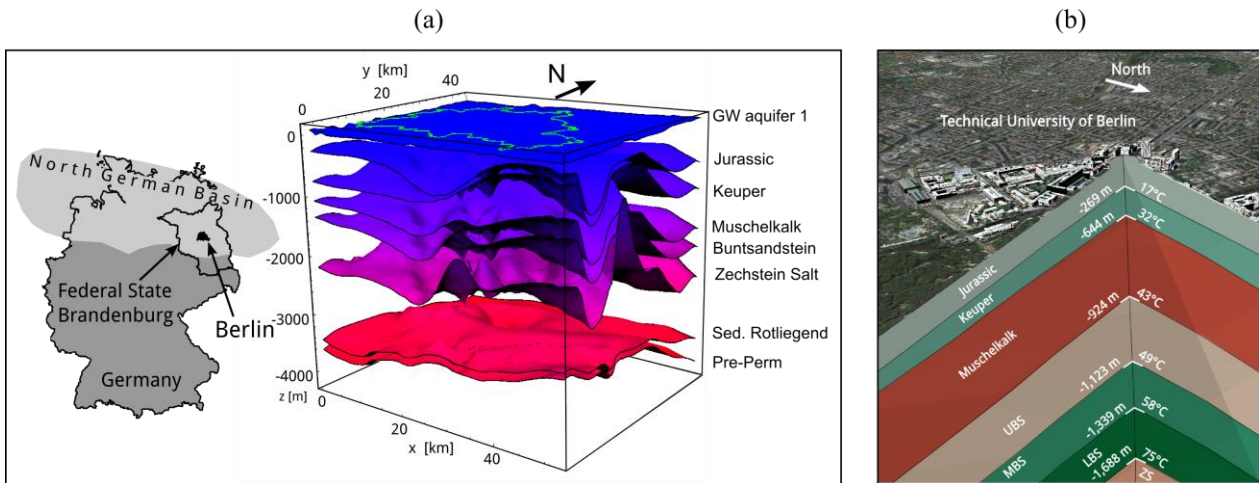 (a)
(b)
North German Basin
Federal State
Brandenburg
Berlin
Germany
y [km]
0
20
40
N
0
-1000
-2000
-3000
-4000
z [m]
0
20
40
x [km]
GW aquifer 1
Jurassic
Keuper
Muschelkalk
Buntsandstein
Zechstein Salt
Sed. Rotliegend
Pre-Perm
North
Technical University of Berlin
-269 m 17°C
Jurassic
-644 m 32°C
Keuper
Muschelkalk
-924 m 43°C
UBS
-1,123 m 49°C
MBS
-1,339 m 58°C
LBS
-1,688 m 75°C
ZS